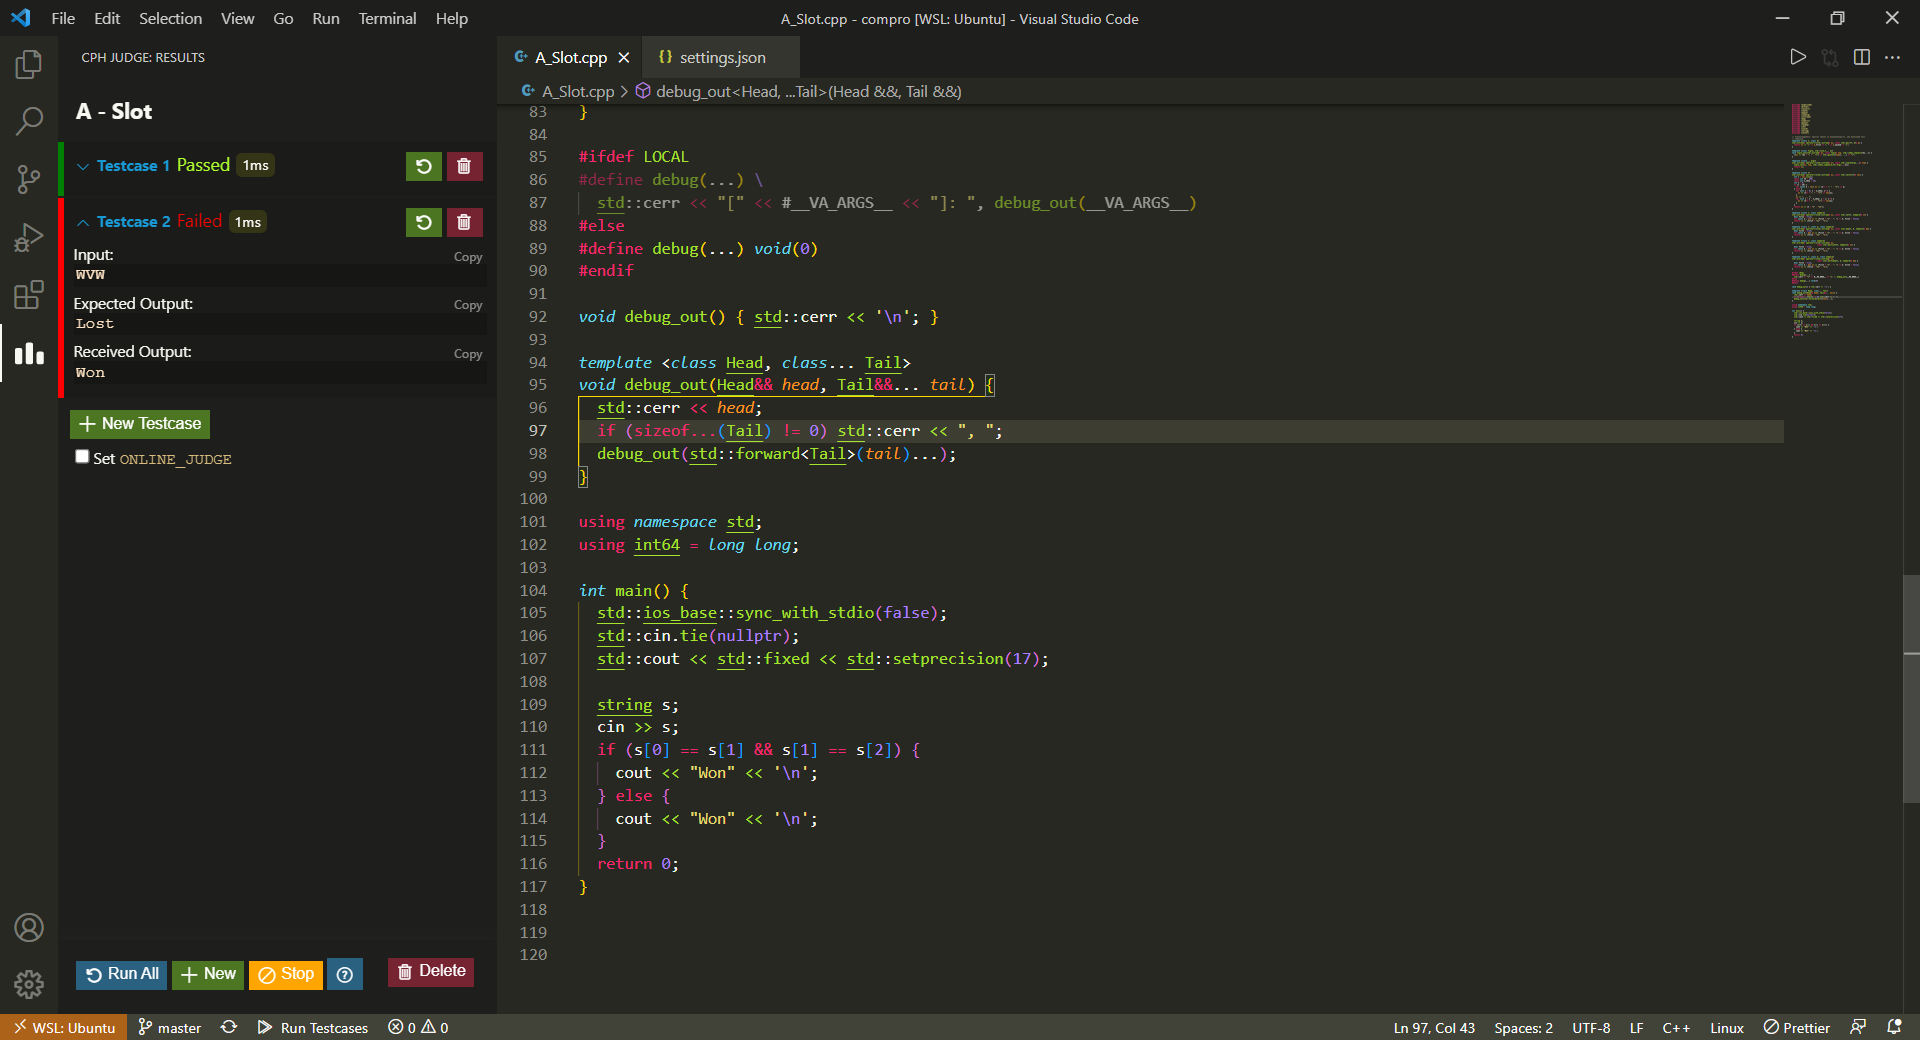 File Edit Selection View Go Run Terminal Help
A_Slot.cpp - compro [WSL: Ubuntu] - Visual Studio Code
CPH JUDGE: RESULTS
A - Slot
Testcase 1 Passed 1ms
Testcase 2 Failed 1ms
Input:
Copy
WVW
Expected Output:
Copy
Lost
Received Output:
Copy
Won
New Testcase
Set ONLINE_JUDGE
Run All
New
Stop
Delete
A_Slot.cpp
{} settings.json
A_Slot.cpp > debug_out<Head, ...Tail>(Head &&, Tail &&)
83 }
84
85 #ifdef LOCAL
86 #define debug(...) \
87 std::cerr << "[" << #__VA_ARGS__ << "]: ", debug_out(__VA_ARGS__)
88 #else
89 #define debug(...) void(0)
90 #endif
91
92 void debug_out() { std::cerr << '\n'; }
93
94 template <class Head, class... Tail>
95 void debug_out(Head&& head, Tail&&... tail) {
96 std::cerr << head;
97 if (sizeof...(Tail) != 0) std::cerr << ", ";
98 debug_out(std::forward<Tail>(tail)...);
99 }
100
101 using namespace std;
102 using int64 = long long;
103
104 int main() {
105 std::ios_base::sync_with_stdio(false);
106 std::cin.tie(nullptr);
107 std::cout << std::fixed << std::setprecision(17);
108
109 string s;
110 cin >> s;
111 if (s[0] == s[1] && s[1] == s[2]) {
112 cout << "Won" << '\n';
113 } else {
114 cout << "Won" << '\n';
115 }
116 return 0;
117 }
118
119
120
WSL: Ubuntu master Run Testcases 0 0
Ln 97, Col 43 Spaces: 2 UTF-8 LF C++ Linux Prettier